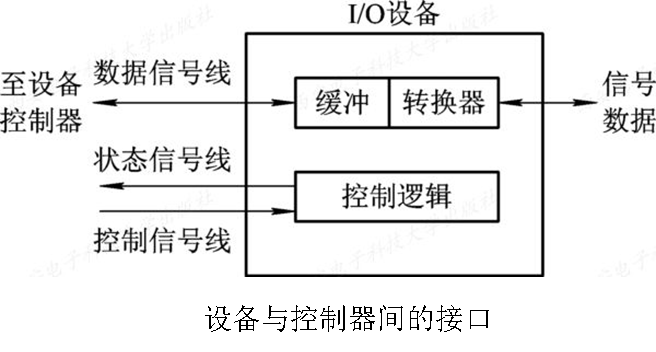 I/O设备
数据信号线
至设备
控制器
缓冲
转换器
信号
数据
状态信号线
控制逻辑
控制信号线
设备与控制器间的接口